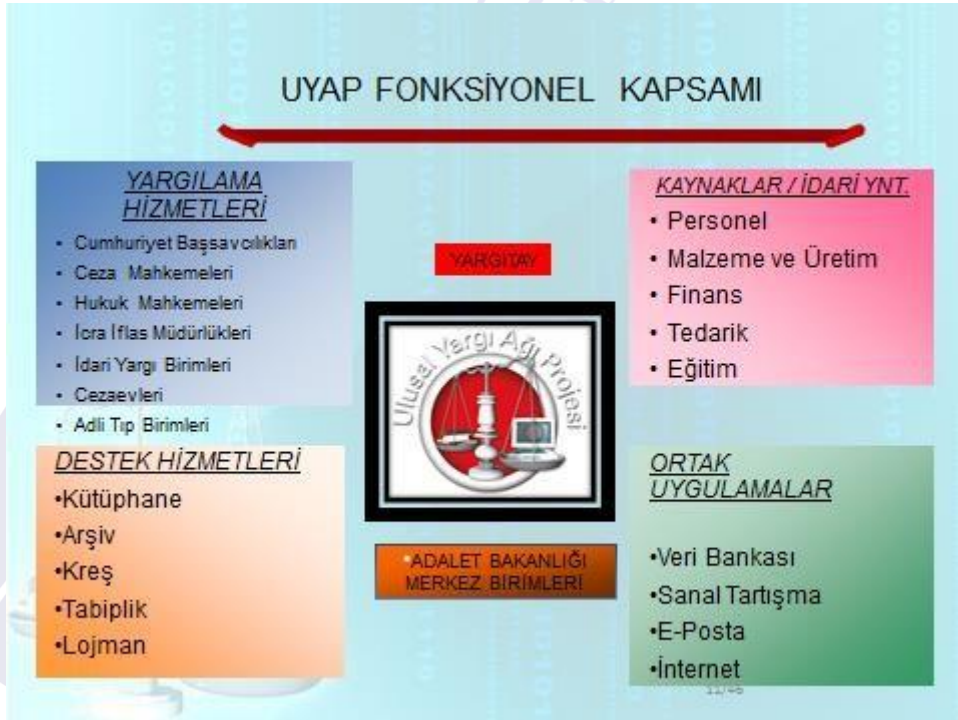 UYAP FONKSİYONEL KAPSAMI
YARGILAMA
HİZMETLERİ
• Cumhuriyet Başsavcılıkları
• Ceza Mahkemeleri
• Hukuk Mahkemeleri
• İcra İflas Müdürlükleri
• İdari Yargı Birimleri
• Cezaevleri
• Adli Tıp Birimleri
DESTEK HİZMETLERİ
•Kütüphane
•Arşiv
•Kreş
•Tabiplik
•Lojman
YARGITAY
Ulusal Yargı Ağı Projesi
•ADALET BAKANLIĞI
MERKEZ BİRİMLERİ
KAYNAKLAR / İDARİ YNT.
• Personel
• Malzeme ve Üretim
• Finans
• Tedarik
• Eğitim
ORTAK
UYGULAMALAR
•Veri Bankası
•Sanal Tartışma
•E-Posta
•İnternet
11/46